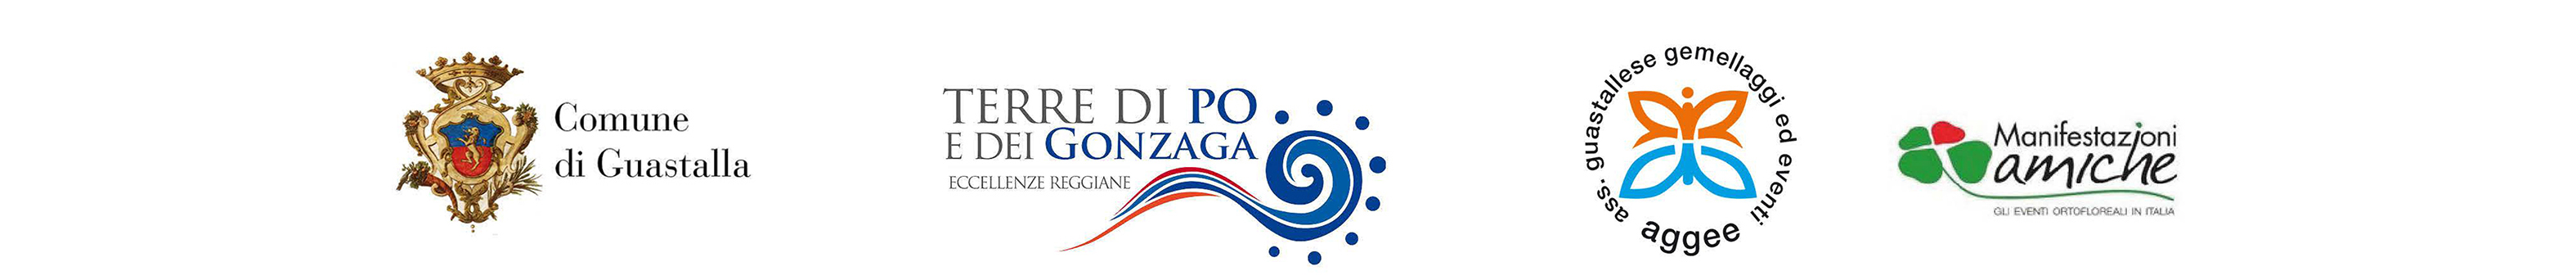 Comune
di Guastalla
TERRE DI PO
E DEI GONZAGA
ECCELLENZE REGGIANE
ass. guastallese gemellaggi ed eventi
aggee
Manifestazioni
amiche
GLI EVENTI ORTOFLOREALI IN ITALIA